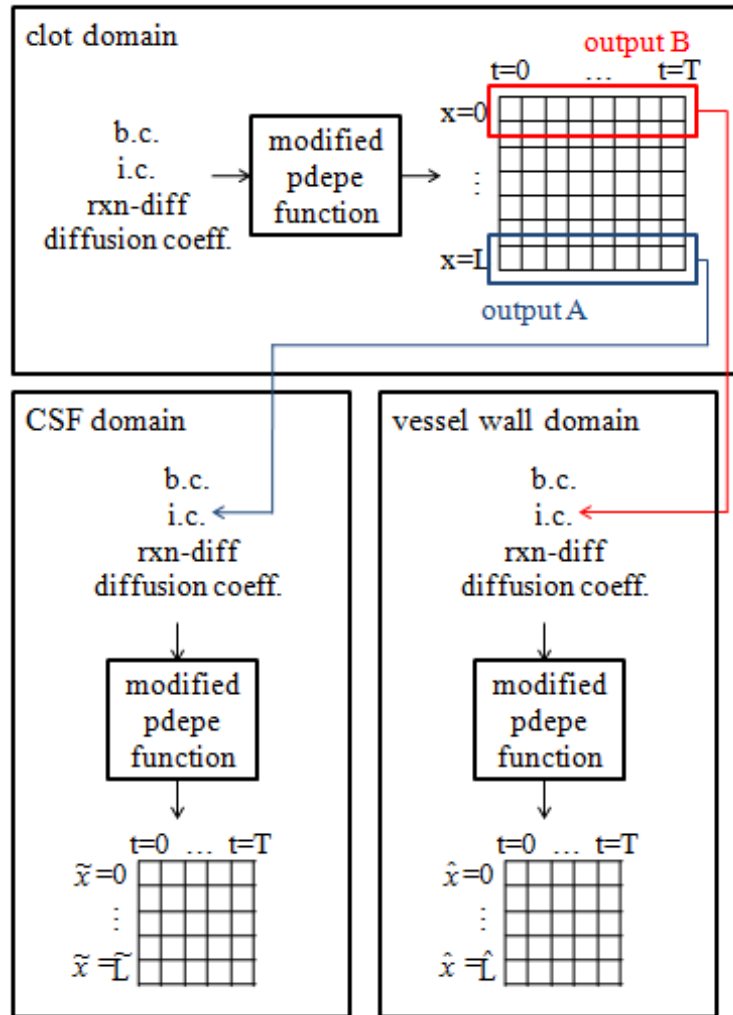 clot domain
output B
t=0 … t=T
b.c.
i.c.
rxn-diff
diffusion coeff.
modified
pdepe
function
x=0
⋮
x=L
output A
CSF domain
b.c.
i.c.
rxn-diff
diffusion coeff.
modified
pdepe
function
t=0 … t=T
x̃=0
⋮
x̃=L̃
vessel wall domain
b.c.
i.c.
rxn-diff
diffusion coeff.
modified
pdepe
function
t=0 … t=T
x̂=0
⋮
x̂=L̂